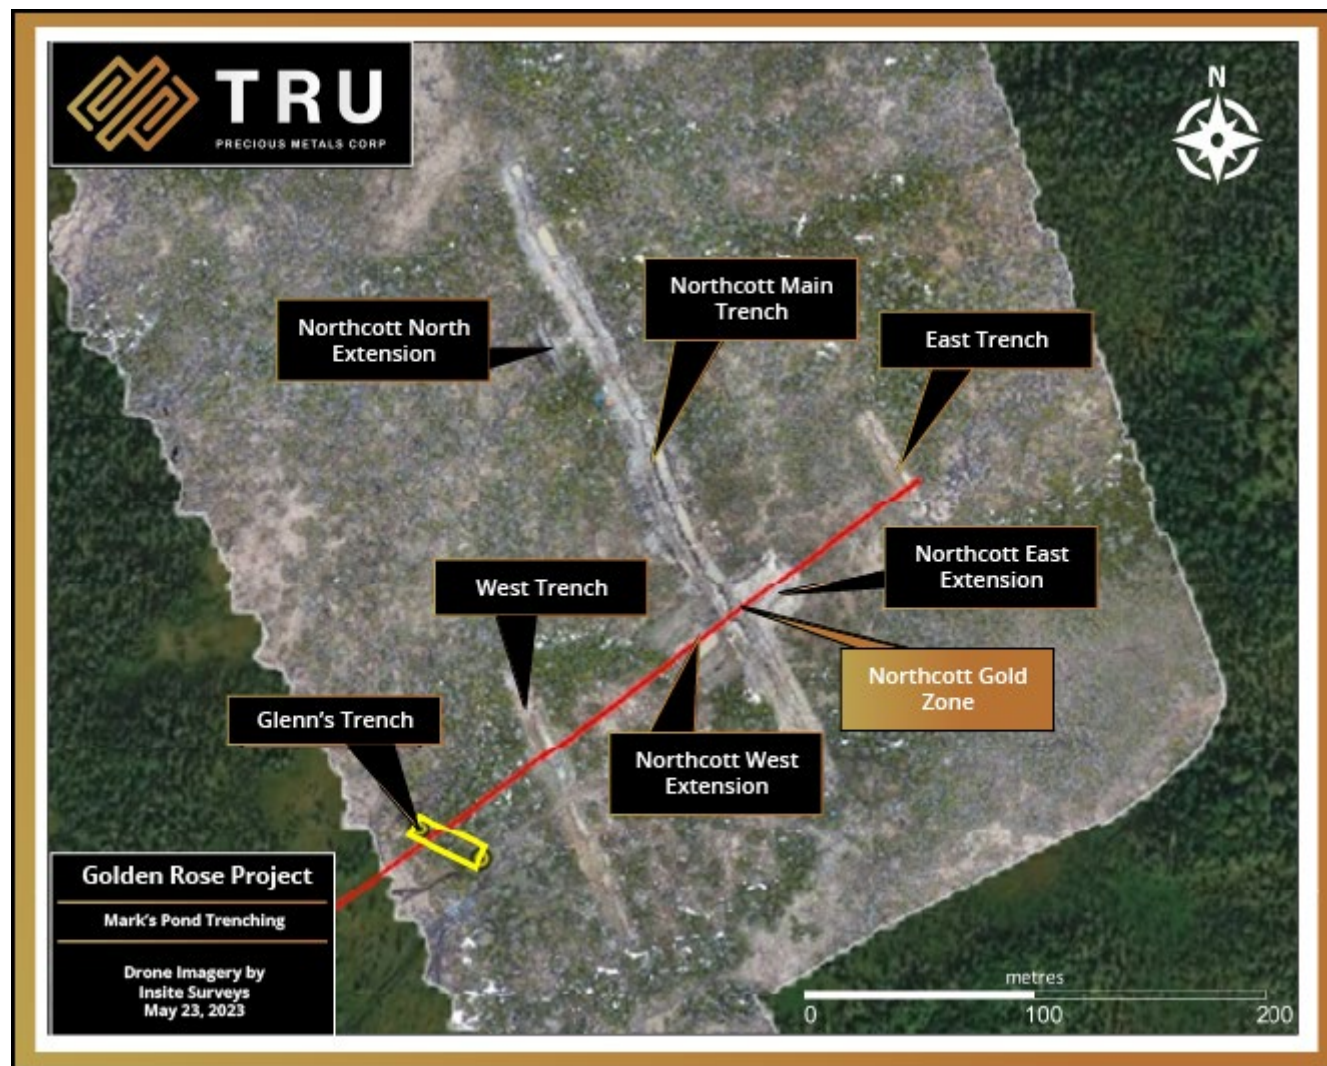 TRU
PRECIOUS METALS CORP
N
Northcott Main
Trench
Northcott North
Extension
East Trench
Northcott East
Extension
West Trench
Northcott Gold
Zone
Glenn's Trench
Northcott West
Extension
Golden Rose Project
Mark's Pond Trenching
Drone Imagery by
Insite Surveys
May 23, 2023
metres
0 100 200